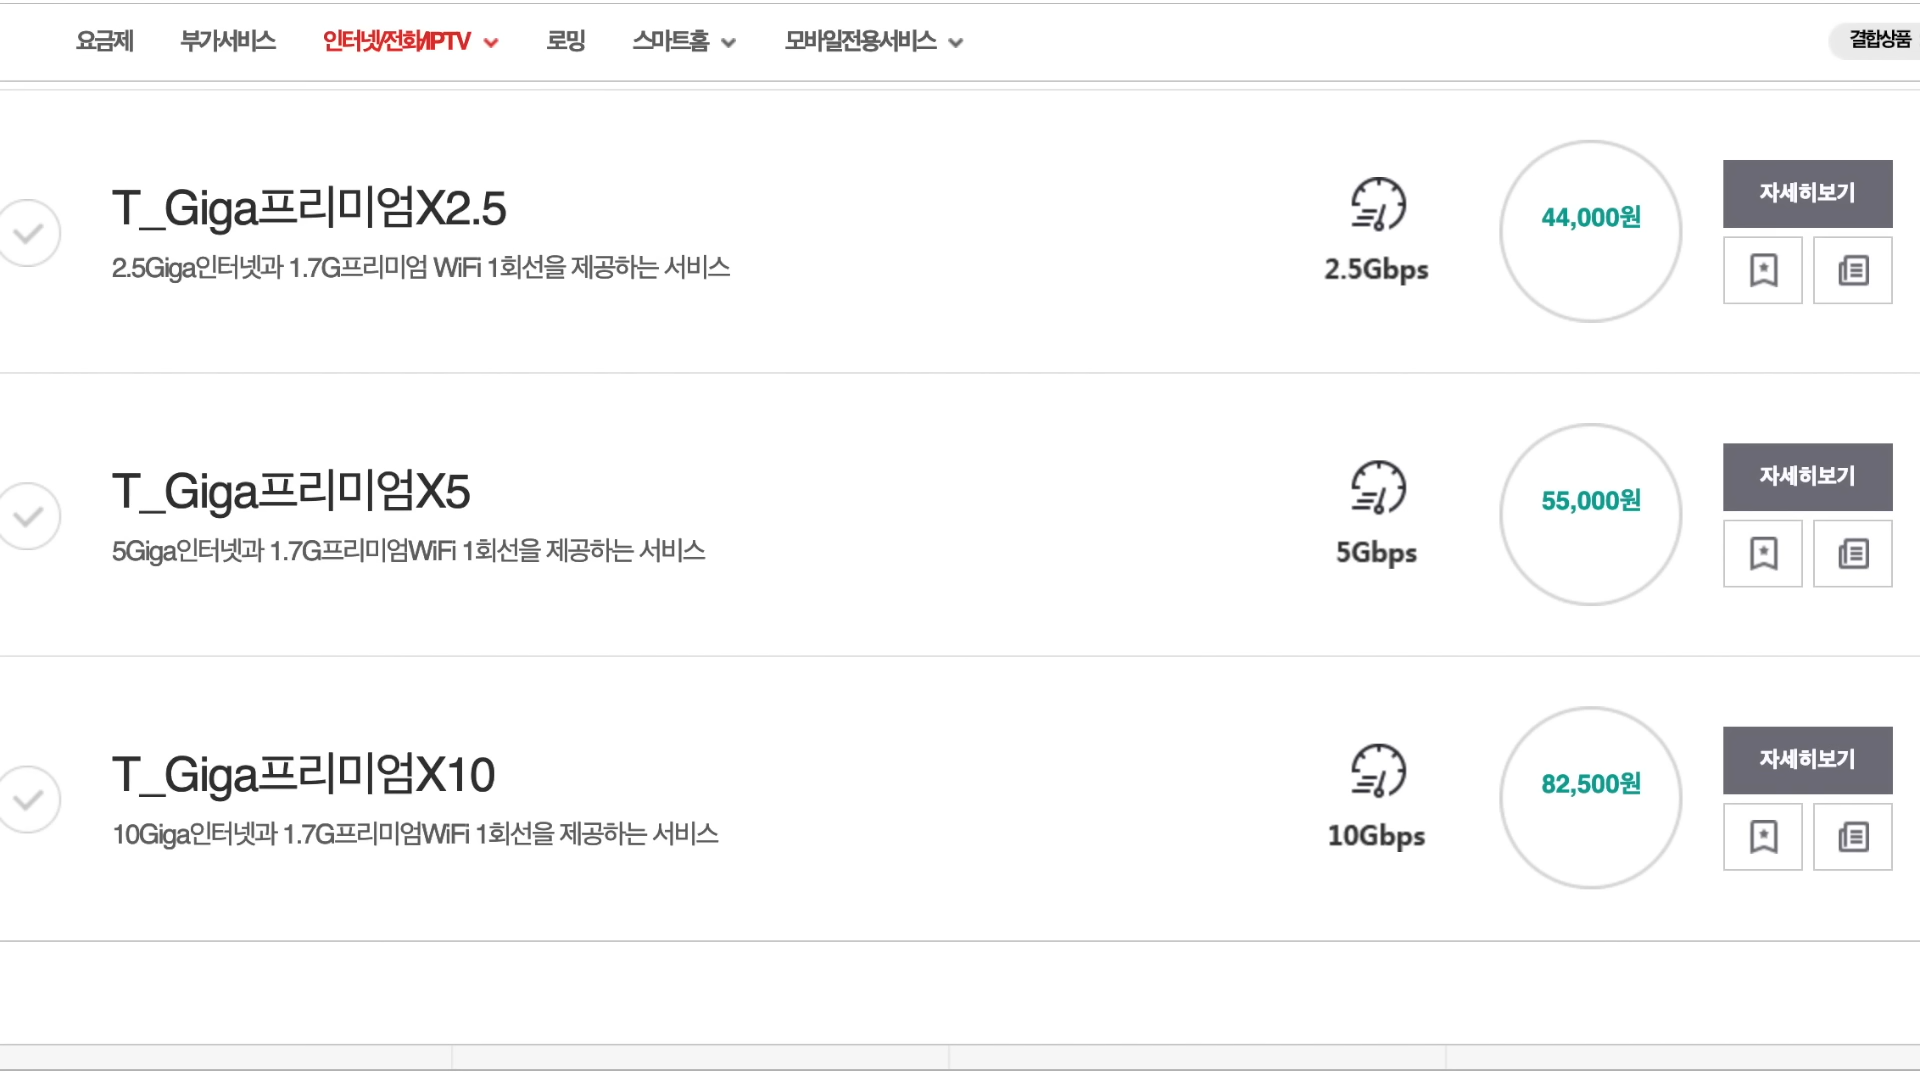 요금제 부가서비스 인터넷/전화/IPTV 로밍 스마트홈 모바일전용서비스 결합상품
T_Giga프리미엄X2.5
2.5Giga인터넷과 1.7G프리미엄 WiFi 1회선을 제공하는 서비스
2.5Gbps
44,000원
자세히보기
T_Giga프리미엄X5
5Giga인터넷과 1.7G프리미엄WiFi 1회선을 제공하는 서비스
5Gbps
55,000원
자세히보기
T_Giga프리미엄X10
10Giga인터넷과 1.7G프리미엄WiFi 1회선을 제공하는 서비스
10Gbps
82,500원
자세히보기